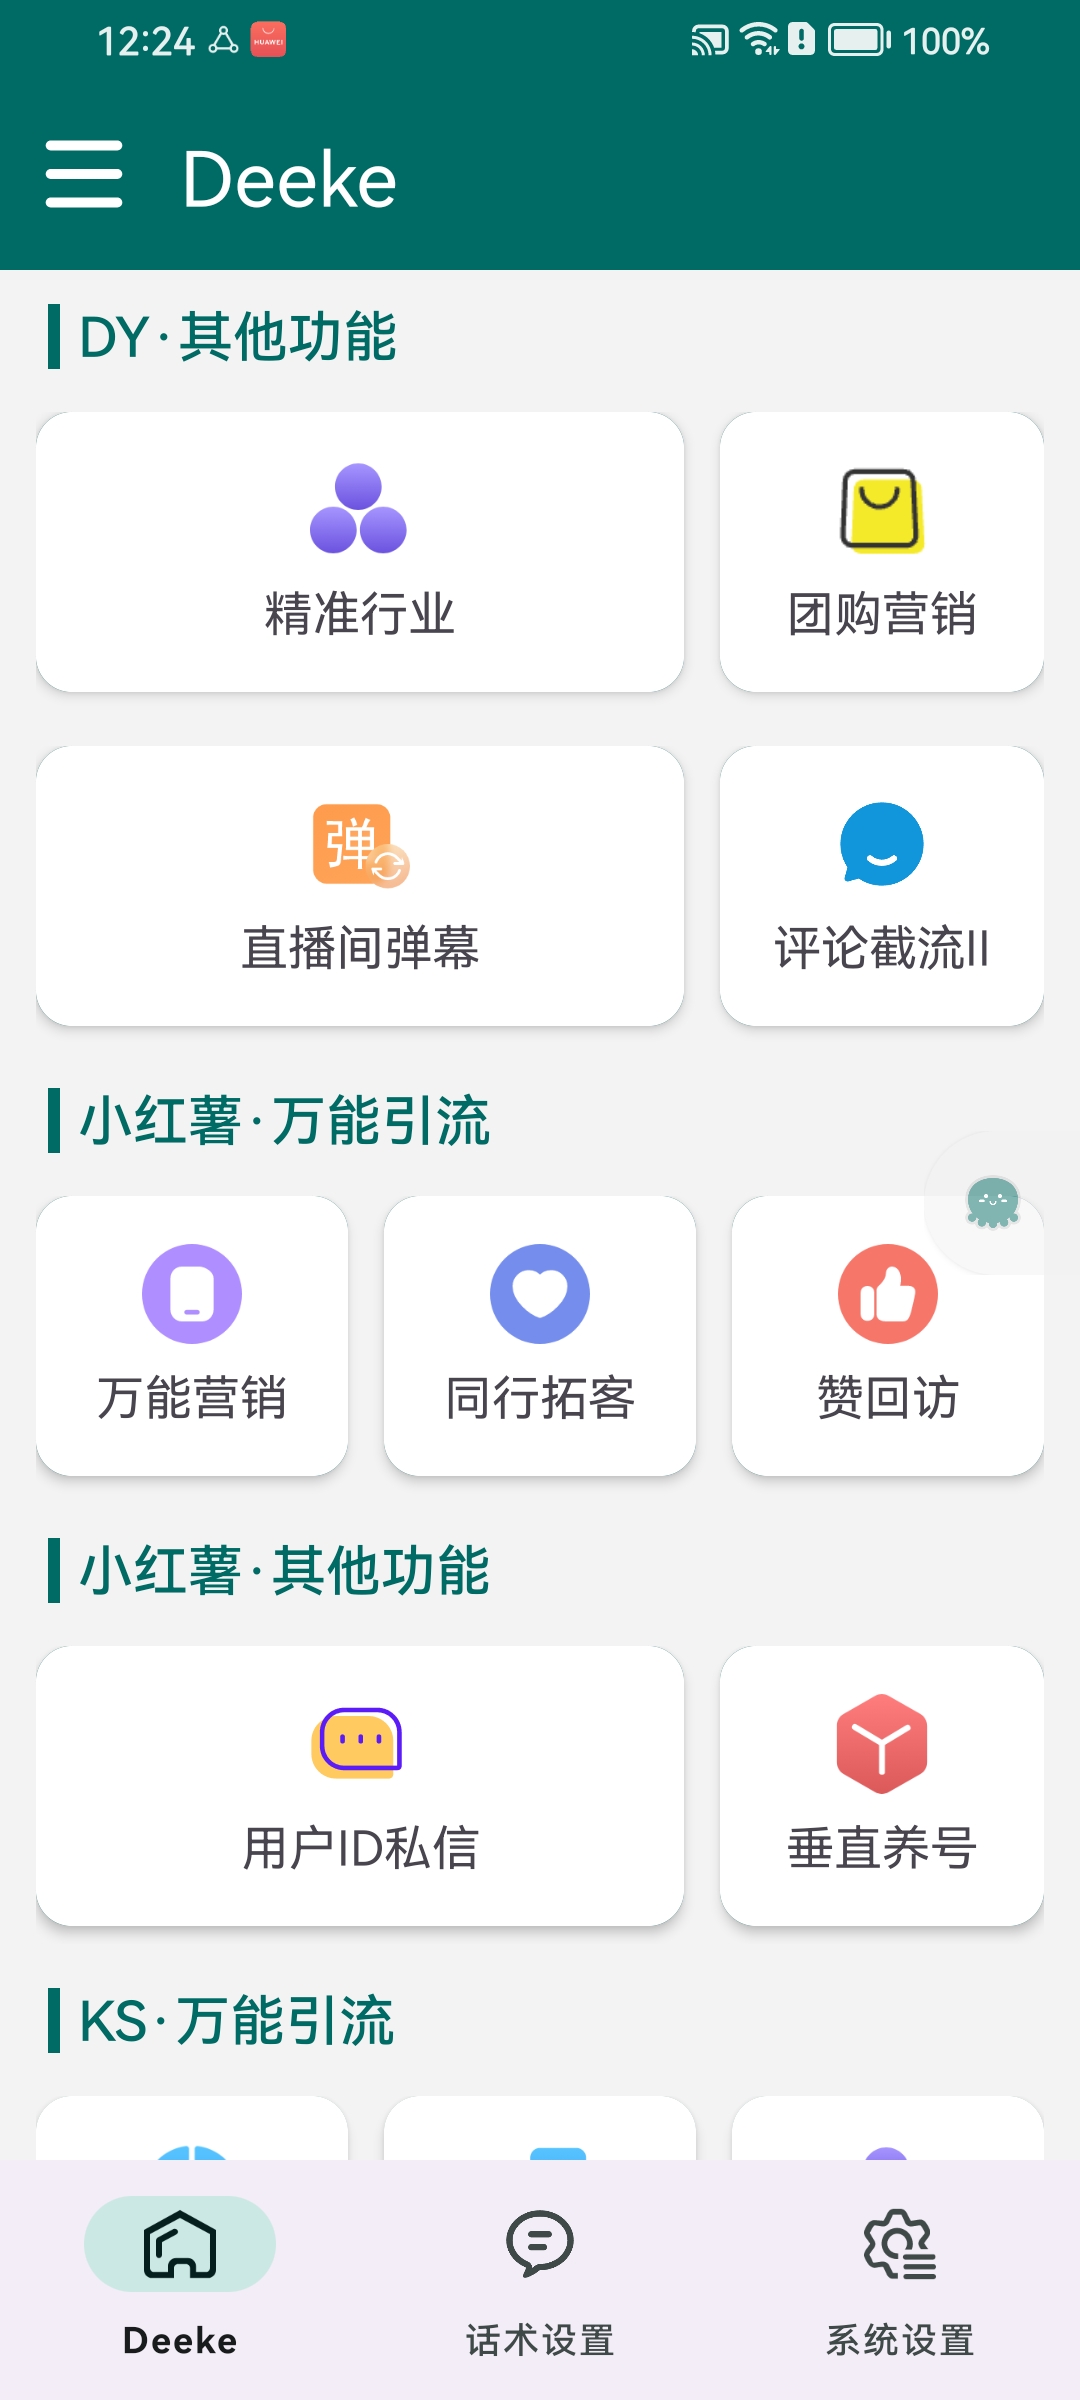 12:24
HUAWEI
100%
Deeke
DY·其他功能
精准行业
团购营销
弹
直播间弹幕
评论截流II
小红薯·万能引流
万能营销
同行拓客
赞回访
小红薯·其他功能
用户ID私信
垂直养号
KS·万能引流
Deeke
话术设置
系统设置